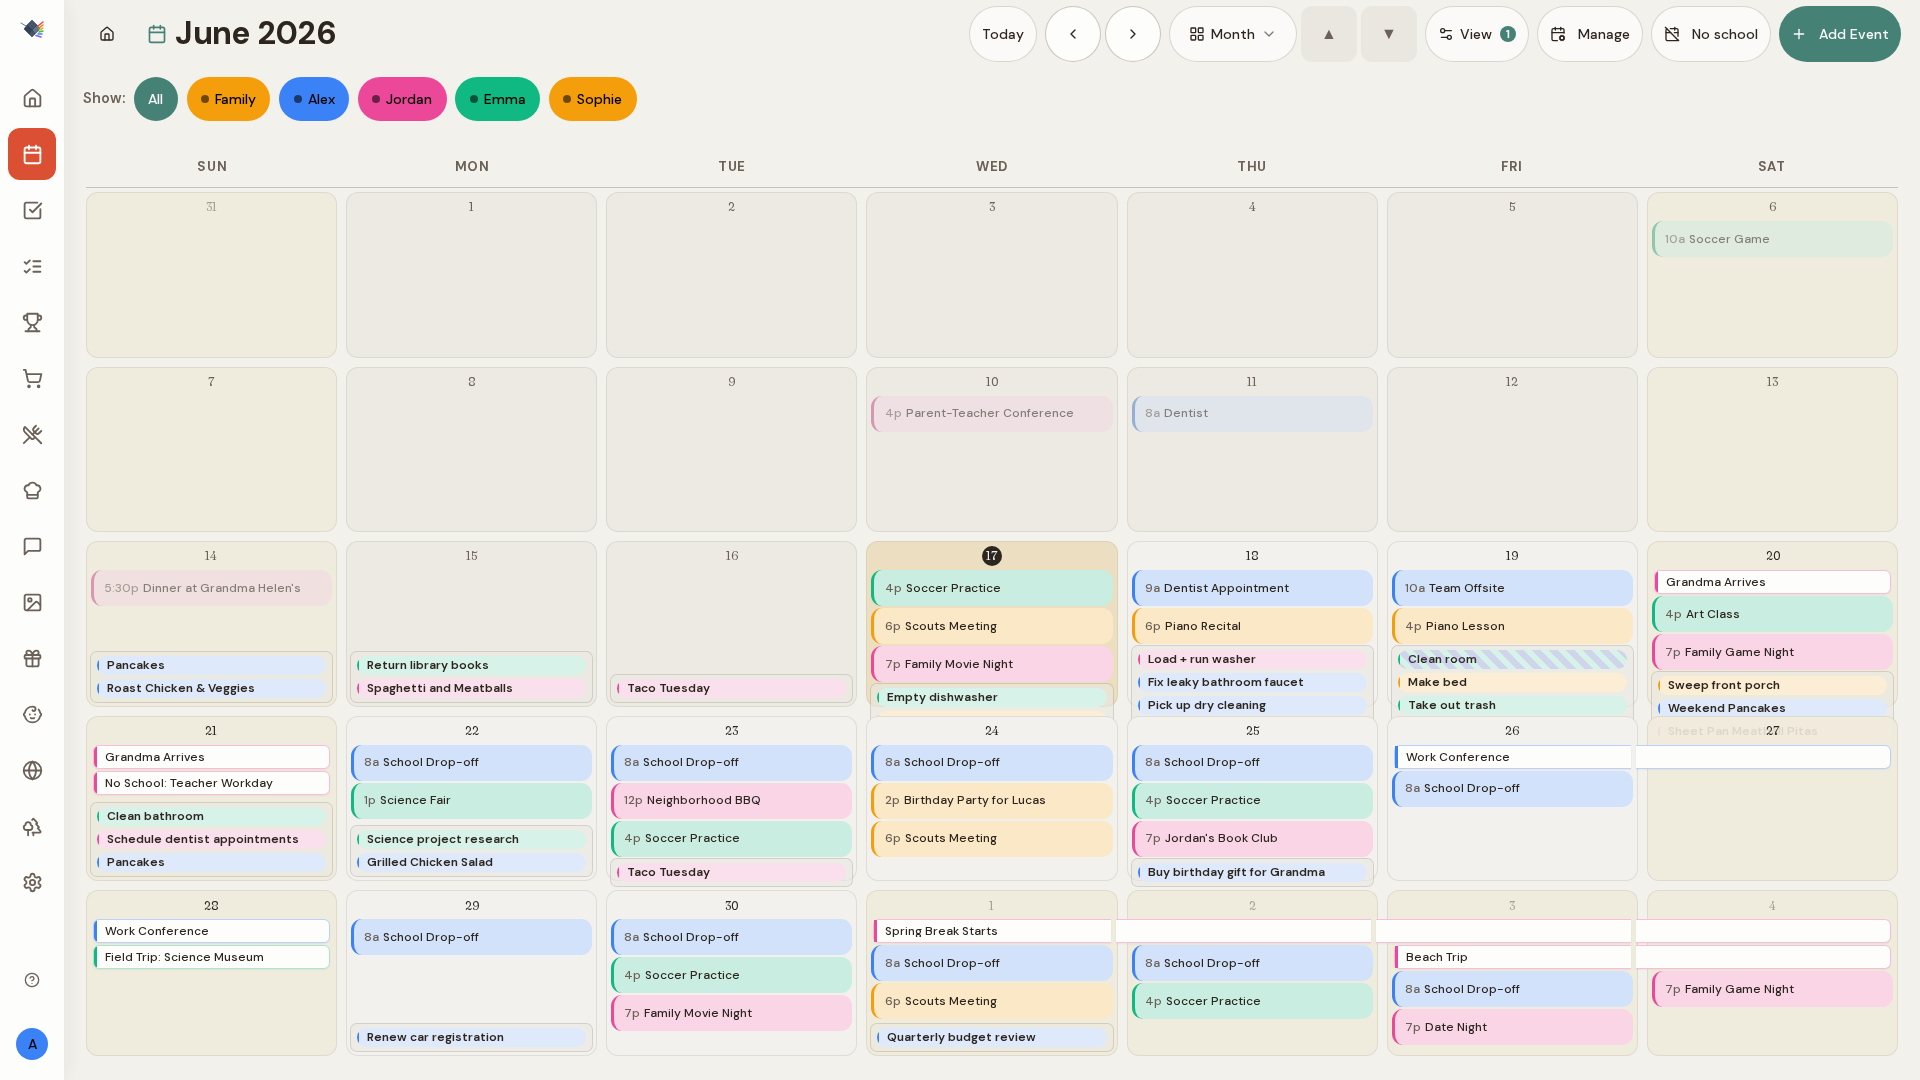 June 2026
Today
Month
▲
▼
View 1
Manage
No school
Add Event
Show:
All
Family
Alex
Jordan
Emma
Sophie
SUN MON TUE WED THU FRI SAT
31
1
2
3
4
5
6
10a Soccer Game
7
8
9
10
4p Parent-Teacher Conference
11
8a Dentist
12
13
14
5:30p Dinner at Grandma Helen's
Pancakes
Roast Chicken & Veggies
15
Return library books
Spaghetti and Meatballs
16
Taco Tuesday
17
4p Soccer Practice
6p Scouts Meeting
7p Family Movie Night
Empty dishwasher
18
9a Dentist Appointment
6p Piano Recital
Load + run washer
Fix leaky bathroom faucet
Pick up dry cleaning
19
10a Team Offsite
4p Piano Lesson
Clean room
Make bed
Take out trash
20
Grandma Arrives
4p Art Class
7p Family Game Night
Sweep front porch
Weekend Pancakes
Sheet Pan Pitas
21
Grandma Arrives
No School: Teacher Workday
Clean bathroom
Schedule dentist appointments
Pancakes
22
8a School Drop-off
1p Science Fair
Science project research
Grilled Chicken Salad
23
8a School Drop-off
12p Neighborhood BBQ
4p Soccer Practice
Taco Tuesday
24
8a School Drop-off
2p Birthday Party for Lucas
6p Scouts Meeting
25
8a School Drop-off
4p Soccer Practice
7p Jordan's Book Club
Buy birthday gift for Grandma
26
Work Conference
8a School Drop-off
27
28
Work Conference
Field Trip: Science Museum
29
8a School Drop-off
Renew car registration
30
8a School Drop-off
4p Soccer Practice
7p Family Movie Night
1
Spring Break Starts
8a School Drop-off
6p Scouts Meeting
Quarterly budget review
2
8a School Drop-off
4p Soccer Practice
3
Beach Trip
8a School Drop-off
7p Date Night
4
7p Family Game Night
A